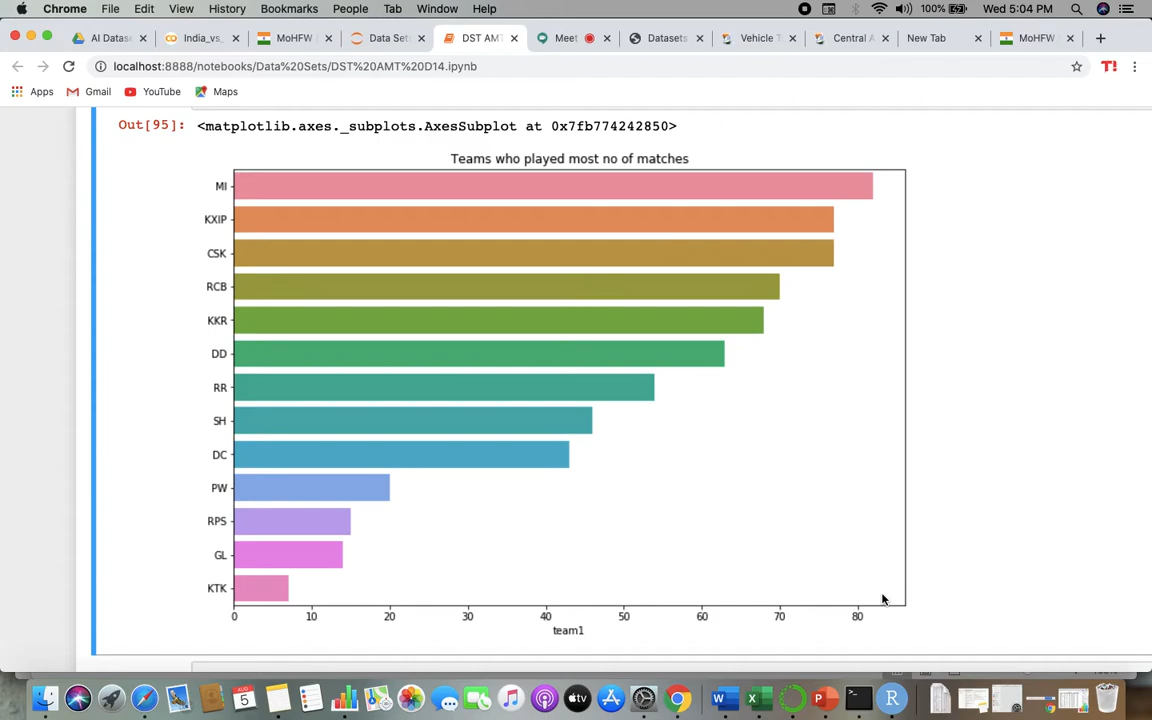 Chrome File Edit View History Bookmarks People Tab Window Help 100% Wed 5:04 PM
AI Datase India_vs_ MoHFW Data Set DST AMT Meet Datasets Vehicle T Central A New Tab MoHFW
localhost:8888/notebooks/Data%20Sets/DST%20AMT%20D14.ipynb
Apps Gmail YouTube Maps
Out[95]: <matplotlib.axes._subplots.AxesSubplot at 0x7fb774242850>
Teams who played most no of matches
MI
KXIP
CSK
RCB
KKR
DD
RR
SH
DC
PW
RPS
GL
KTK
0 10 20 30 40 50 60 70 80
team1